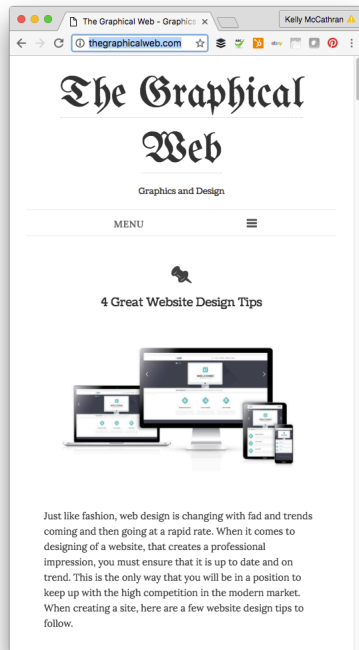 The Graphical Web - Graphics
Kelly McCathran
thegraphicalweb.com
ebay
The Graphical
Web
Graphics and Design
MENU
4 Great Website Design Tips
WELCOME
Just like fashion, web design is changing with fad and trends
coming and then going at a rapid rate. When it comes to
designing of a website, that creates a professional
impression, you must ensure that it is up to date and on
trend. This is the only way that you will be in a position to
keep up with the high competition in the modern market.
When creating a site, here are a few website design tips to
follow.